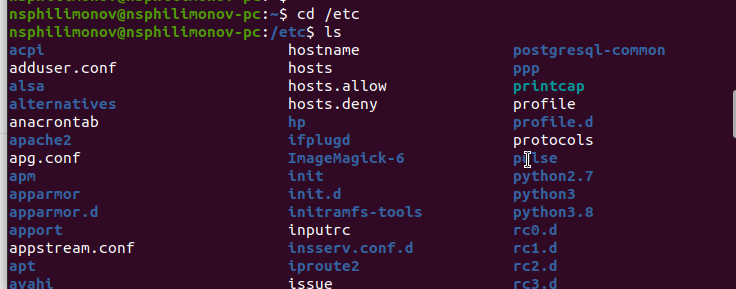 nsphilimonov@nsphilimonov-pc:~$ cd /etc
nsphilimonov@nsphilimonov-pc:/etc$ ls
acpi hostname postgresql-common
adduser.conf hosts ppp
alsa hosts.allow printcap
alternatives hosts.deny profile
anacrontab hp profile.d
apache2 ifplugd protocols
apg.conf ImageMagick-6 pulse
apm init python2.7
apparmor init.d python3
apparmor.d initramfs-tools python3.8
apport inputrc rc0.d
appstream.conf insserv.conf.d rc1.d
apt iproute2 rc2.d
avahi issue rc3.d